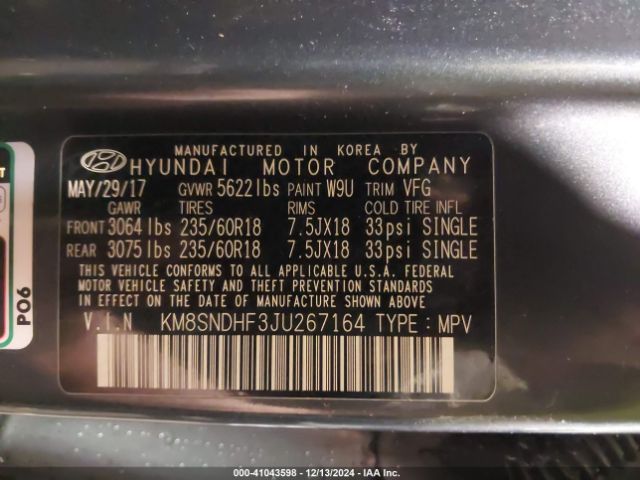 MANUFACTURED IN KOREA BY
HYUNDAI MOTOR COMPANY
MAY/29/17 GVWR 5622lbs PAINT W9U TRIM VFG
GAWR TIRES RIMS COLD TIRE INFL
FRONT 3064lbs 235/60R18 7.5JX18 33psi SINGLE
REAR 3075lbs 235/60R18 7.5JX18 33psi SINGLE
THIS VEHICLE CONFORMS TO ALL APPLICABLE U.S.A. FEDERAL
MOTOR VEHICLE SAFETY AND THEFT PREVENTION STANDARDS
IN EFFECT ON THE DATE OF MANUFACTURE SHOWN ABOVE.
V.I.N KM8SNDHF3JU267164 TYPE : MPV
PO6
000-41043598 - 12/13/2024 - IAA Inc.